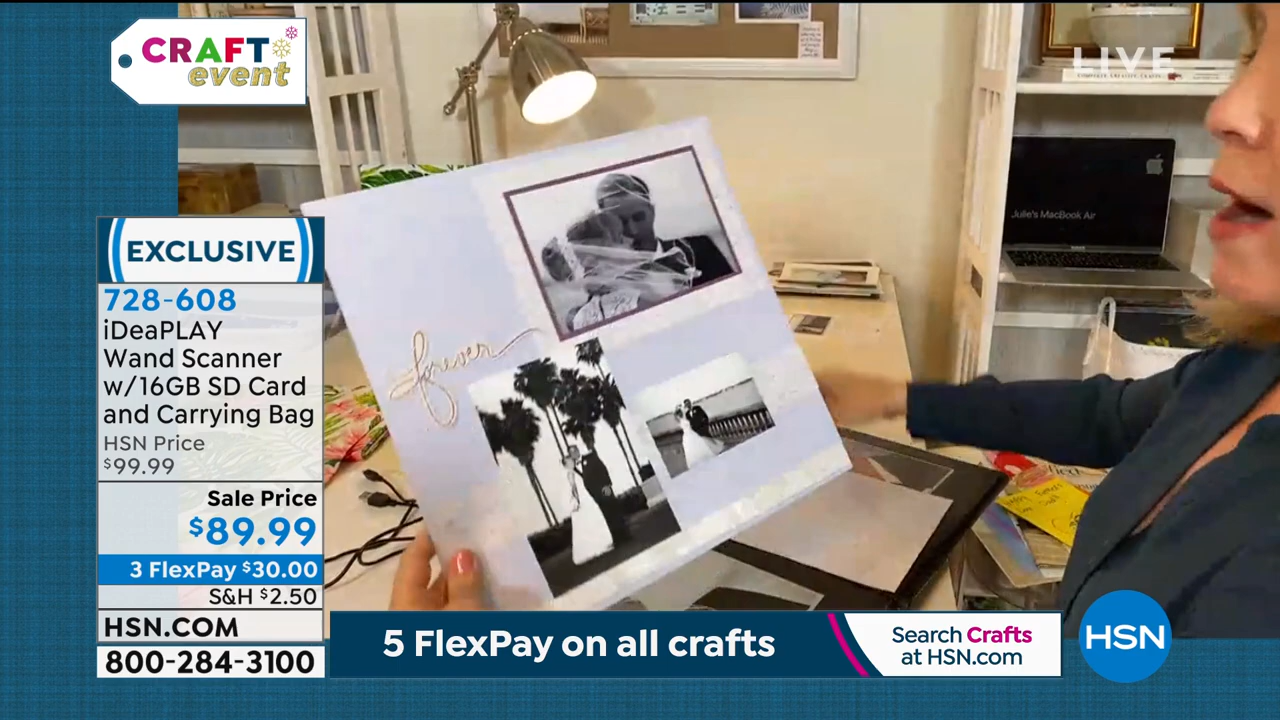 CRAFT
event
LIVE
Julie's MacBook Air
forever
EXCLUSIVE
728-608
iDeaPLAY
Wand Scanner
w/16GB SD Card
and Carrying Bag
HSN Price
$99.99
Sale Price
$89.99
3 FlexPay $30.00
S&H $2.50
HSN.COM
800-284-3100
5 FlexPay on all crafts
Search Crafts
at HSN.com
HSN